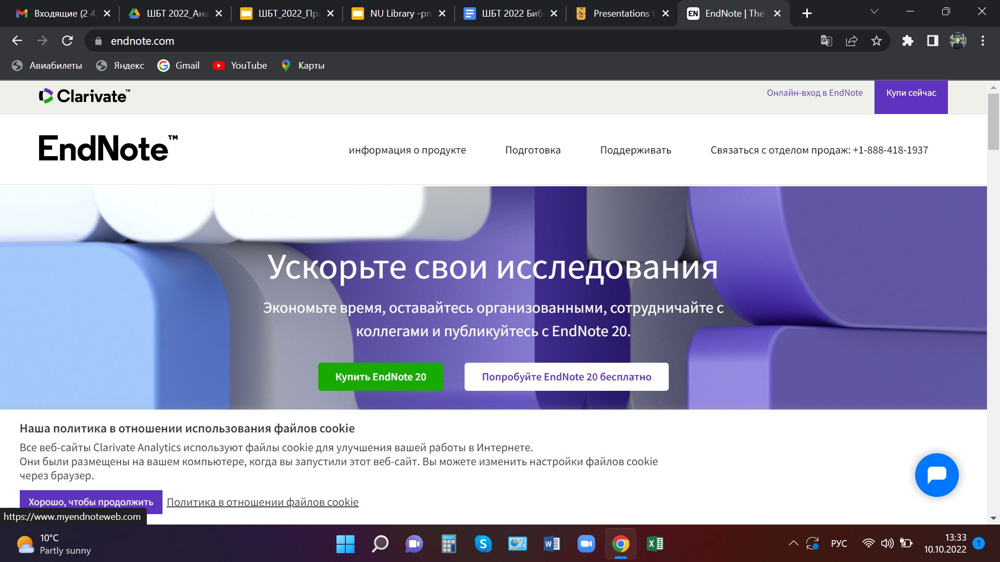 Входящие (2 4
ШБТ 2022_Ана
ШБТ_2022_Пра
NU Library -pre
ШБТ 2022 Биб
Presentations t
EN
EndNote | The
endnote.com
Авиабилеты
Яндекс
Gmail
YouTube
Карты
Clarivate™
Онлайн-вход в EndNote
Купи сейчас
EndNote™
информация о продукте
Подготовка
Поддерживать
Связаться с отделом продаж: +1-888-418-1937
Ускорьте свои исследования
Экономьте время, оставайтесь организованными, сотрудничайте с
коллегами и публикуйтесь с EndNote 20.
Купить EndNote 20
Попробуйте EndNote 20 бесплатно
Наша политика в отношении использования файлов cookie
Все веб-сайты Clarivate Analytics используют файлы cookie для улучшения вашей работы в Интернете.
Они были размещены на вашем компьютере, когда вы запустили этот веб-сайт. Вы можете изменить настройки файлов cookie
через браузер.
Хорошо, чтобы продолжить
Политика в отношении файлов cookie
https://www.myendnoteweb.com
10°C
Partly sunny
РУС
13:33
10.10.2022
1